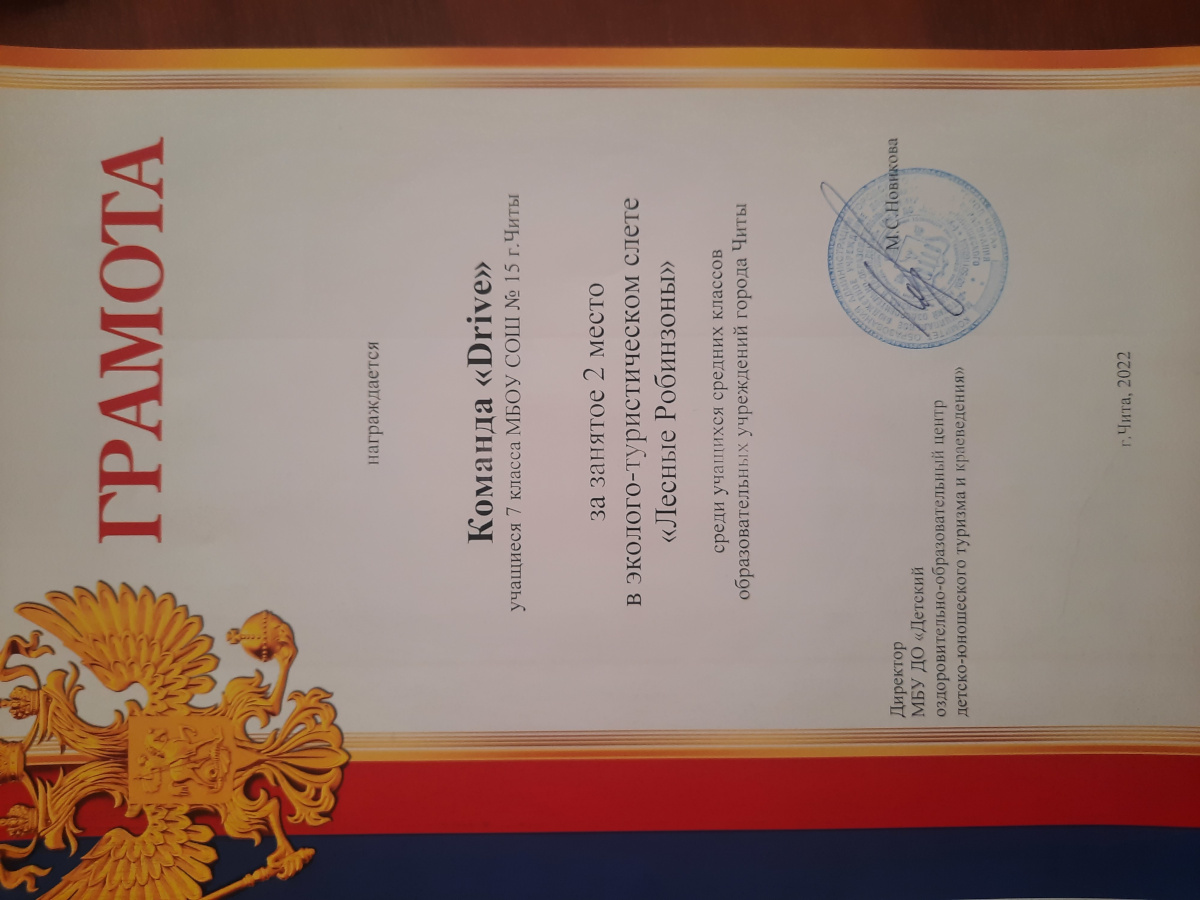 ГРАМОТА
награждается
Команда «Drive»
учащиеся 7 класса МБОУ СОШ № 15 г.Читы
за занятое 2 место
в эколого-туристическом слете
«Лесные Робинзоны»
среди учащихся средних классов
образовательных учреждений города Читы
Директор
МБУ ДО «Детский
оздоровительно-образовательный центр
детско-юношеского туризма и краеведения»
М.С.Новикова
г.Чита, 2022